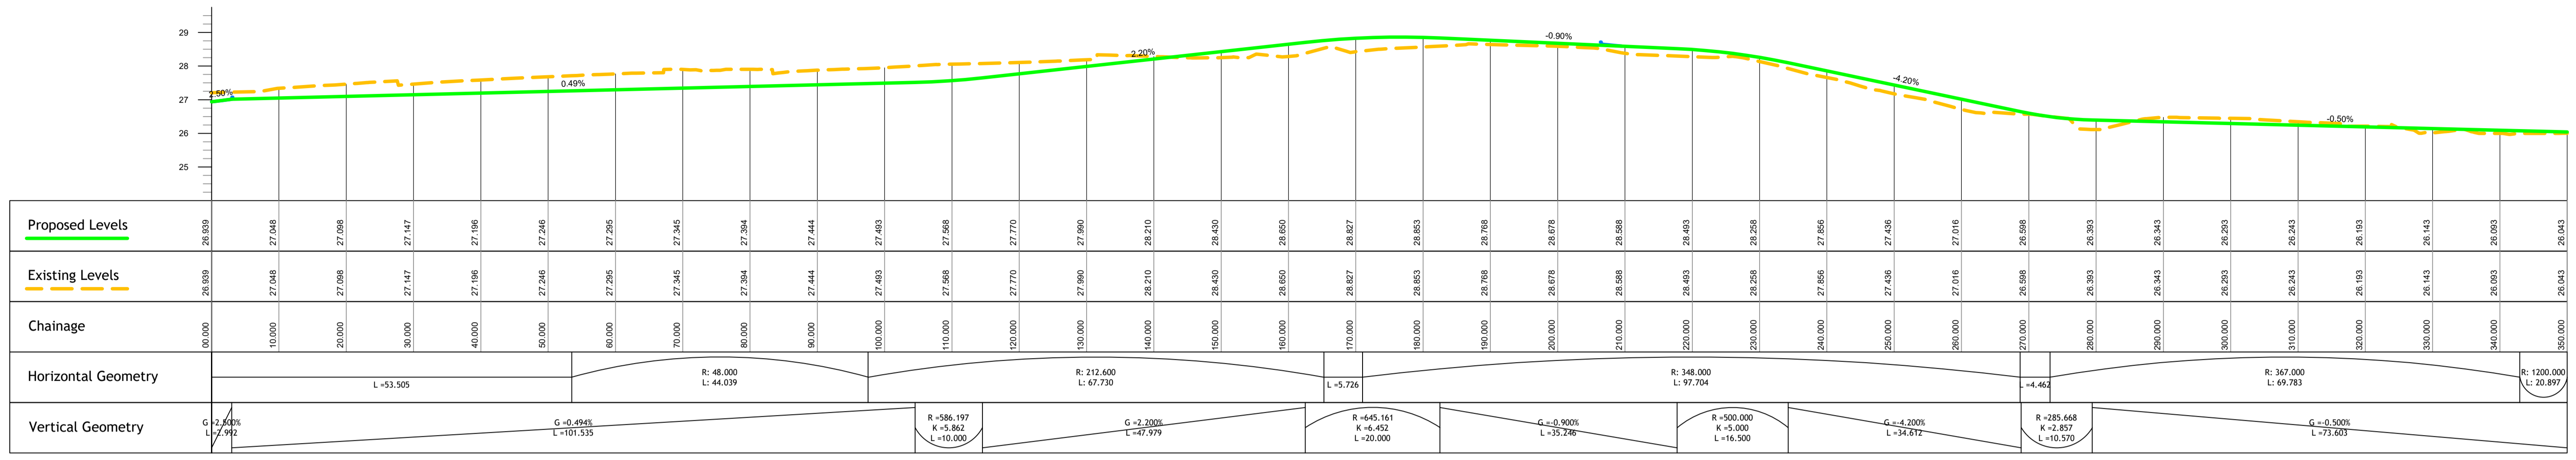 29
28
27
26
25
2.50%
0.49%
2.20%
-0.90%
-4.20%
-0.50%
Proposed Levels
26.939 27.048 27.098 27.147 27.196 27.246 27.295 27.345 27.394 27.444 27.493 27.568 27.770 27.990 28.210 28.430 28.650 28.827 28.853 28.768 28.678 28.588 28.493 28.258 27.856 27.436 27.016 26.598 26.393 26.343 26.293 26.243 26.193 26.143 26.093 26.043
Existing Levels
26.939 27.048 27.098 27.147 27.196 27.246 27.295 27.345 27.394 27.444 27.493 27.568 27.770 27.990 28.210 28.430 28.650 28.827 28.853 28.768 28.678 28.588 28.493 28.258 27.856 27.436 27.016 26.598 26.393 26.343 26.293 26.243 26.193 26.143 26.093 26.043
Chainage
00.000 10.000 20.000 30.000 40.000 50.000 60.000 70.000 80.000 90.000 100.000 110.000 120.000 130.000 140.000 150.000 160.000 170.000 180.000 190.000 200.000 210.000 220.000 230.000 240.000 250.000 260.000 270.000 280.000 290.000 300.000 310.000 320.000 330.000 340.000 350.000
Horizontal Geometry
L =53.505
R: 48.000
L: 44.039
R: 212.600
L: 67.730
L =5.726
R: 348.000
L: 97.704
L =4.462
R: 367.000
L: 69.783
R: 1200.000
L: 20.897
Vertical Geometry
G =2.500%
L =2.992
G =0.494%
L =101.535
R =586.197
K =5.862
L =10.000
G =2.200%
L =47.979
R =645.161
K =6.452
L =20.000
G =-0.900%
L =35.246
R =500.000
K =5.000
L =16.500
G =-4.200%
L =34.612
R =285.668
K =2.857
L =10.570
G =-0.500%
L =73.603